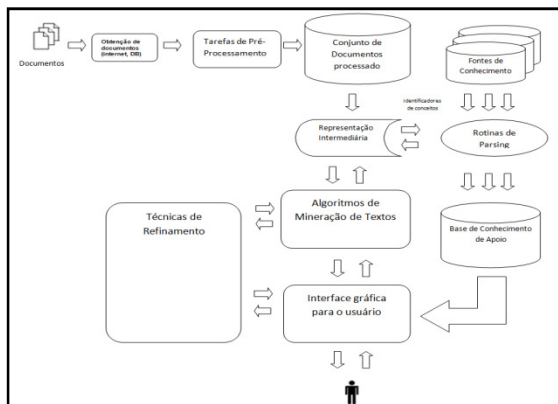 Documentos
Obtenção de
documentos
(internet, DB)
Tarefas de Pré-
Processamento
Conjunto de
Documentos
processado
Fontes de
Conhecimento
Identificadores
de conceitos
Representação
Intermediária
Rotinas de
Parsing
Técnicas de
Refinamento
Algoritmos de
Mineração de Textos
Base de Conhecimento
de Apoio
Interface gráfica
para o usuário